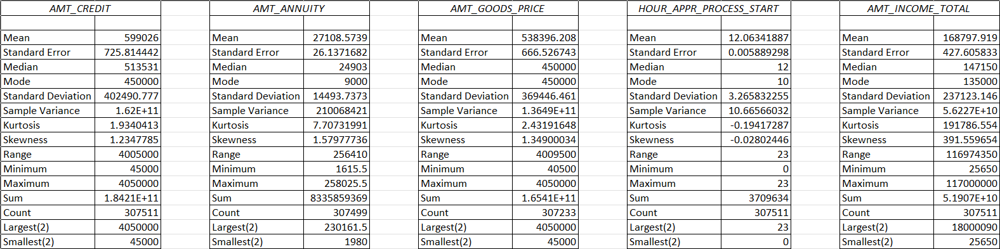 AMT_CREDIT AMT_ANNUITY AMT_GOODS_PRICE HOUR_APPR_PROCESS_START AMT_INCOME_TOTAL
Mean 599026 Mean 27108.5739 Mean 538396.208 Mean 12.06341887 Mean 168797.919
Standard Error 725.814442 Standard Error 26.1371682 Standard Error 666.526743 Standard Error 0.005889298 Standard Error 427.605833
Median 513531 Median 24903 Median 450000 Median 12 Median 147150
Mode 450000 Mode 9000 Mode 450000 Mode 10 Mode 135000
Standard Deviation 402490.777 Standard Deviation 14493.7373 Standard Deviation 369446.461 Standard Deviation 3.265832255 Standard Deviation 237123.146
Sample Variance 1.62E+11 Sample Variance 210068421 Sample Variance 1.3649E+11 Sample Variance 10.66566032 Sample Variance 5.6227E+10
Kurtosis 1.9340413 Kurtosis 7.70731991 Kurtosis 2.43191648 Kurtosis -0.19417287 Kurtosis 191786.554
Skewness 1.2347785 Skewness 1.57977736 Skewness 1.34900034 Skewness -0.02802446 Skewness 391.559654
Range 4005000 Range 256410 Range 4009500 Range 23 Range 116974350
Minimum 45000 Minimum 1615.5 Minimum 40500 Minimum 0 Minimum 25650
Maximum 4050000 Maximum 258025.5 Maximum 4050000 Maximum 23 Maximum 117000000
Sum 1.8421E+11 Sum 8335859369 Sum 1.6541E+11 Sum 3709634 Sum 5.1907E+10
Count 307511 Count 307499 Count 307233 Count 307511 Count 307511
Largest(2) 4050000 Largest(2) 230161.5 Largest(2) 4050000 Largest(2) 23 Largest(2) 18000090
Smallest(2) 45000 Smallest(2) 1980 Smallest(2) 45000 Smallest(2) 0 Smallest(2) 25650